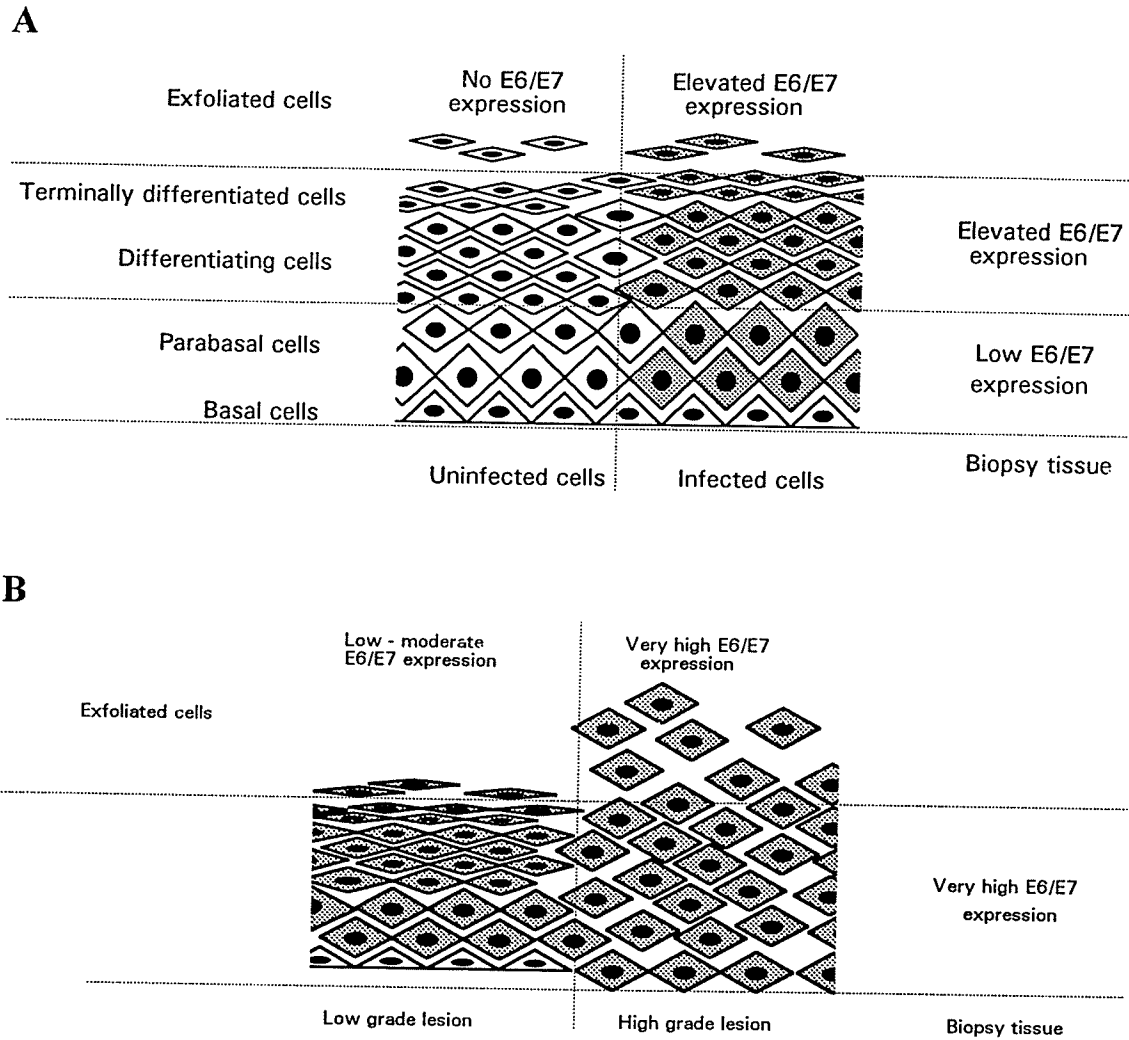 A
No E6/E7
expression
Elevated E6/E7
expression
Exfoliated cells
Terminally differentiated cells
Elevated E6/E7
expression
Differentiating cells
Parabasal cells
Low E6/E7
expression
Basal cells
Uninfected cells
Infected cells
Biopsy tissue
B
Low - moderate
E6/E7 expression
Very high E6/E7
expression
Exfoliated cells
Very high E6/E7
expression
Low grade lesion
High grade lesion
Biopsy tissue